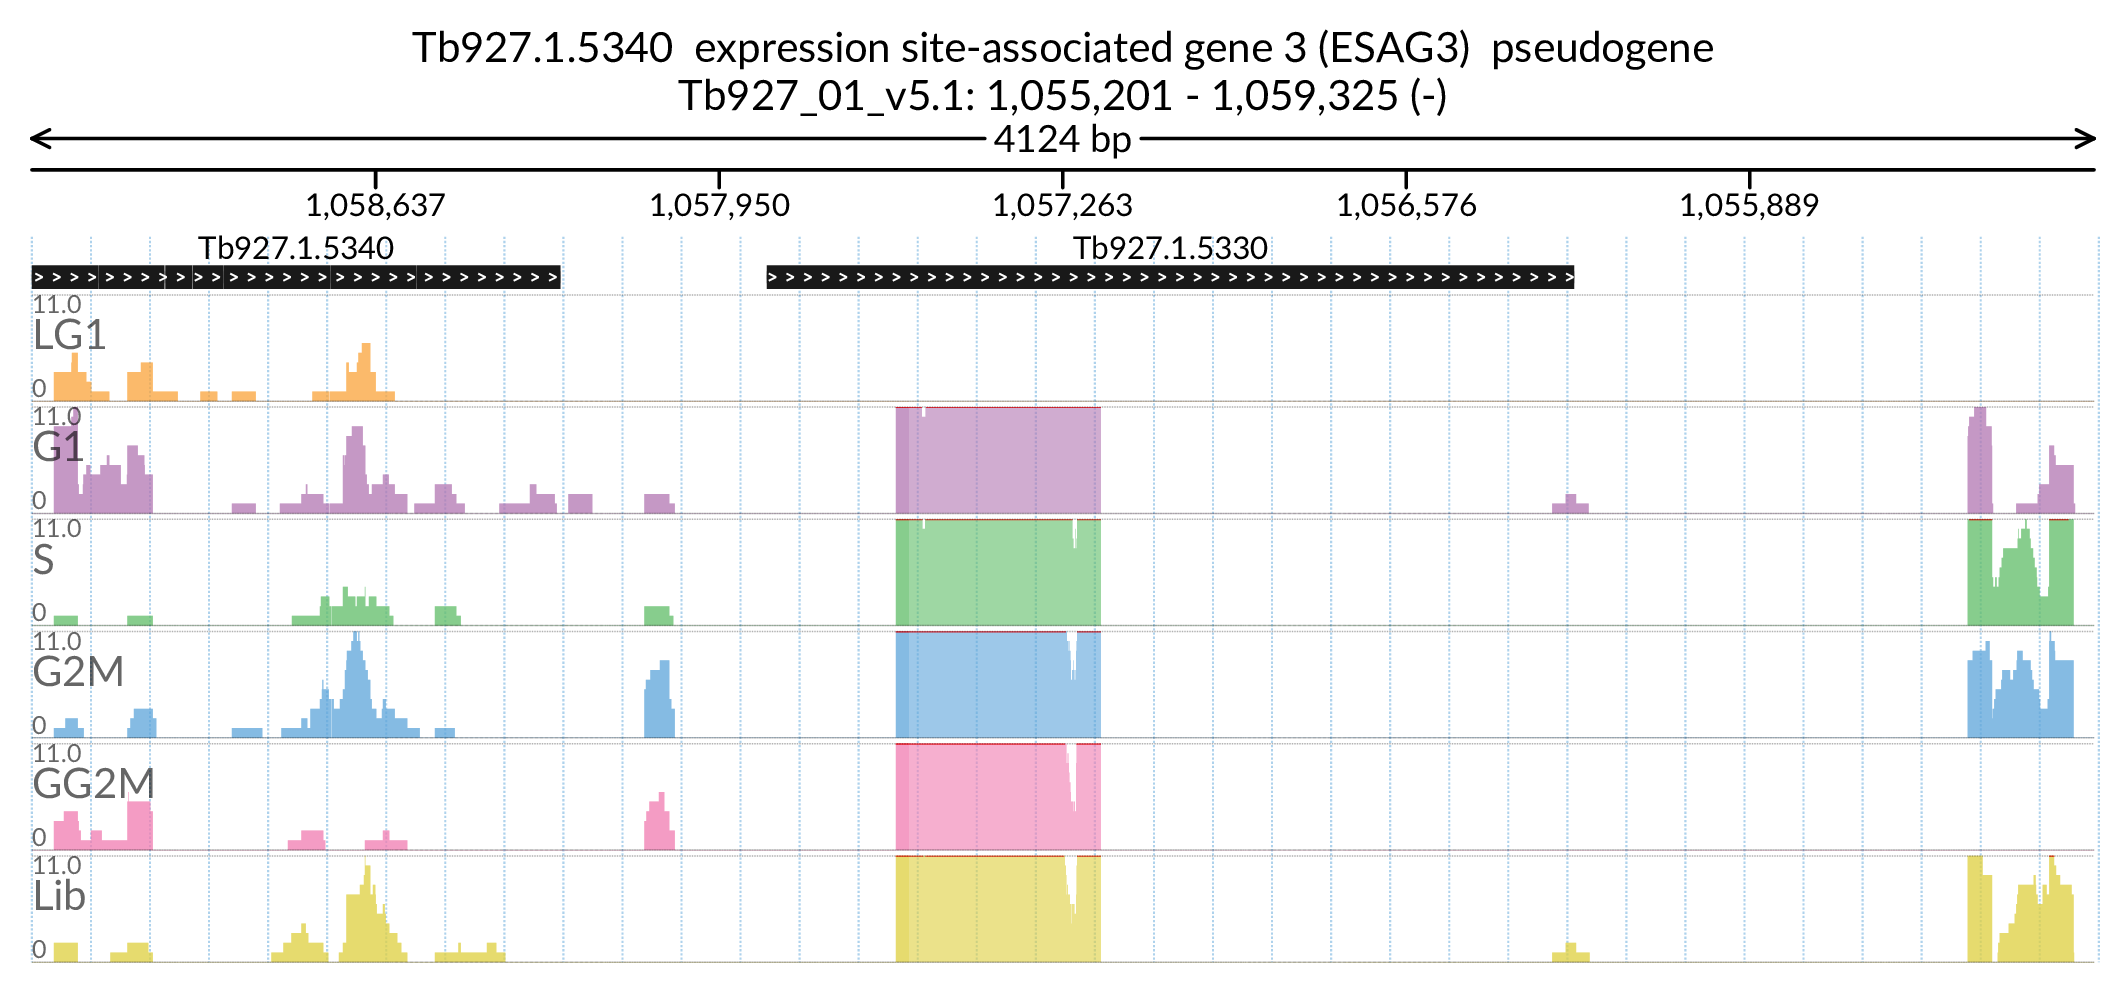 Tb927.1.5340  expression site-associated gene 3 (ESAG3)  pseudogene
Tb927_01_v5.1: 1,055,201 - 1,059,325 (-)
4124 bp
1,058,637 1,057,950 1,057,263 1,056,576 1,055,889
Tb927.1.5340 Tb927.1.5330
11.0
LG1
0
11.0
G1
0
11.0
S
0
11.0
G2M
0
11.0
GG2M
0
11.0
Lib
0